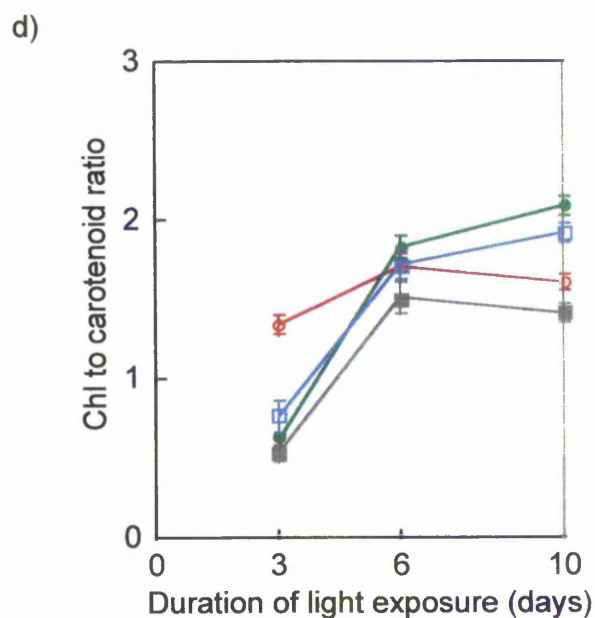 d)
3
2
1
0
Chl to carotenoid ratio
0 3 6 10
Duration of light exposure (days)